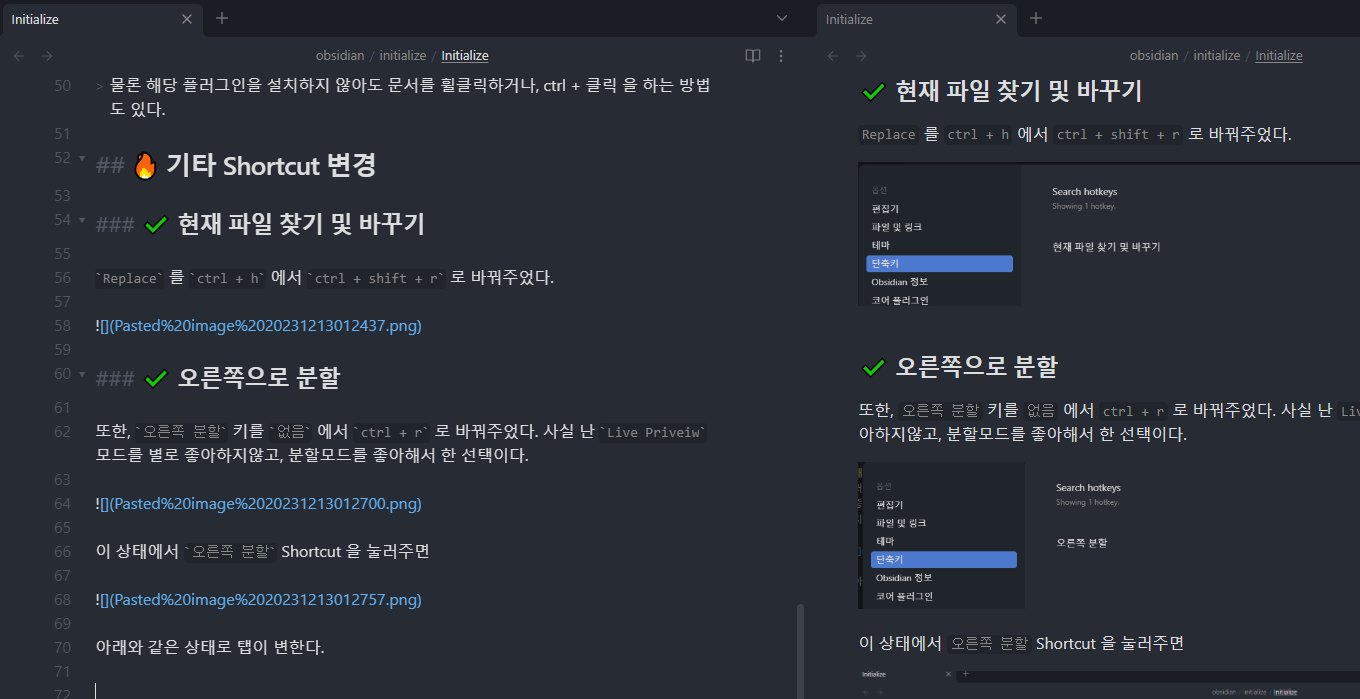 Initialize
obsidian / initialize / Initialize
50 > 물론 해당 플러그인을 설치하지 않아도 문서를 휠클릭하거나, ctrl + 클릭 을 하는 방법
도 있다.
51
52 ## 🔥 기타 Shortcut 변경
53
54 ### ✔ 현재 파일 찾기 및 바꾸기
55
56 `Replace` 를 `ctrl + h` 에서 `ctrl + shift + r` 로 바꿔주었다.
57
58 ![](Pasted%20image%2020231213012437.png)
59
60 ### ✔ 오른쪽으로 분할
61
62 또한, `오른쪽 분할` 키를 `없음` 에서 `ctrl + r` 로 바꿔주었다. 사실 난 `Live Priveiw`
모드를 별로 좋아하지않고, 분할모드를 좋아해서 한 선택이다.
63
64 ![](Pasted%20image%2020231213012700.png)
65
66 이 상태에서 `오른쪽 분할` Shortcut 을 눌러주면
67
68 ![](Pasted%20image%2020231213012757.png)
69
70 아래와 같은 상태로 탭이 변한다.
71
72
Initialize
obsidian / initialize / Initialize
✔ 현재 파일 찾기 및 바꾸기
Replace 를 ctrl + h 에서 ctrl + shift + r 로 바꿔주었다.
옵션
편집기
파일 및 링크
테마
단축키
Obsidian 정보
코어 플러그인
Search hotkeys
Showing 1 hotkey.
현재 파일 찾기 및 바꾸기
✔ 오른쪽으로 분할
또한, 오른쪽 분할 키를 없음 에서 ctrl + r 로 바꿔주었다. 사실 난
아하지않고, 분할모드를 좋아해서 한 선택이다.
옵션
편집기
파일 및 링크
테마
단축키
Obsidian 정보
코어 플러그인
Search hotkeys
Showing 1 hotkey.
오른쪽 분할
이 상태에서 오른쪽 분할 Shortcut 을 눌러주면
Initialize
obsidian / initialize / Initialize